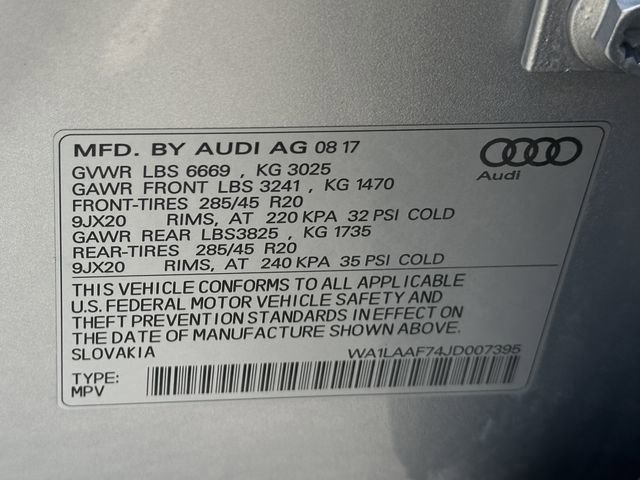 MFD. BY AUDI AG 08 17
GVWR LBS 6669 , KG 3025
GAWR FRONT LBS 3241 , KG 1470
FRONT-TIRES 285/45 R20
9JX20 RIMS, AT 220 KPA 32 PSI COLD
GAWR REAR LBS3825 , KG 1735
REAR-TIRES 285/45 R20
9JX20 RIMS, AT 240 KPA 35 PSI COLD
Audi
THIS VEHICLE CONFORMS TO ALL APPLICABLE
U.S. FEDERAL MOTOR VEHICLE SAFETY AND
THEFT PREVENTION STANDARDS IN EFFECT ON
THE DATE OF MANUFACTURE SHOWN ABOVE.
SLOVAKIA WA1LAAF74JD007395
TYPE:
MPV